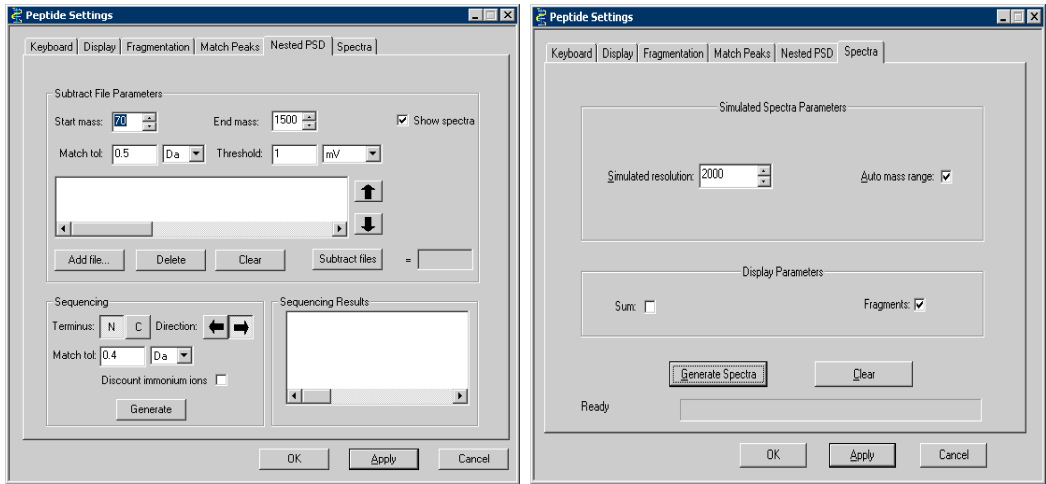 Peptide Settings
Keyboard Display Fragmentation Match Peaks Nested PSD Spectra
Subtract File Parameters
Start mass: 70 End mass: 1500 Show spectra
Match tol: 0.5 Da Threshold: 1 mV
Add file... Delete Clear Subtract files =
Sequencing
Terminus: N C Direction:
Match tol: 0.4 Da
Discount immonium ions
Generate
Sequencing Results
OK Apply Cancel
Peptide Settings
Keyboard Display Fragmentation Match Peaks Nested PSD Spectra
Simulated Spectra Parameters
Simulated resolution: 2000 Auto mass range:
Display Parameters
Sum: Fragments:
Generate Spectra Clear
Ready
OK Apply Cancel